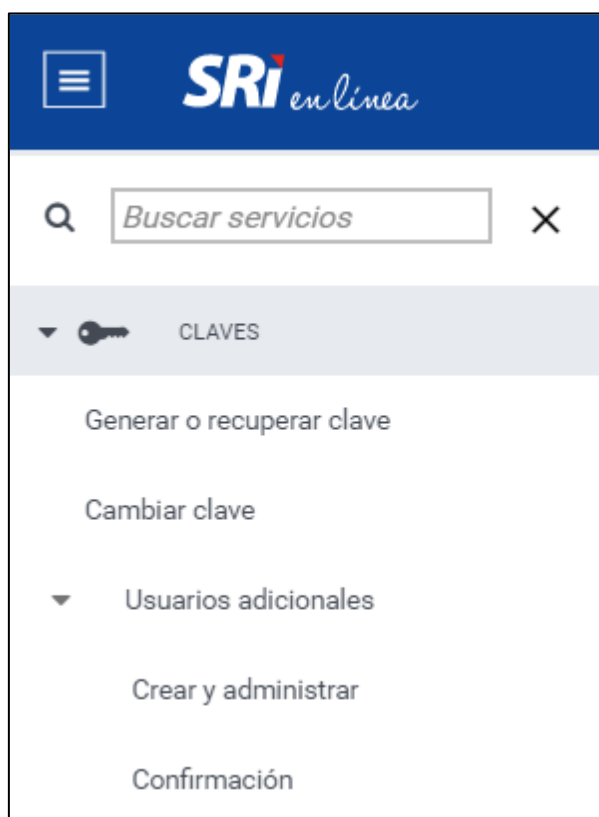 SRi en línea
Buscar servicios
CLAVES
Generar o recuperar clave
Cambiar clave
Usuarios adicionales
Crear y administrar
Confirmación